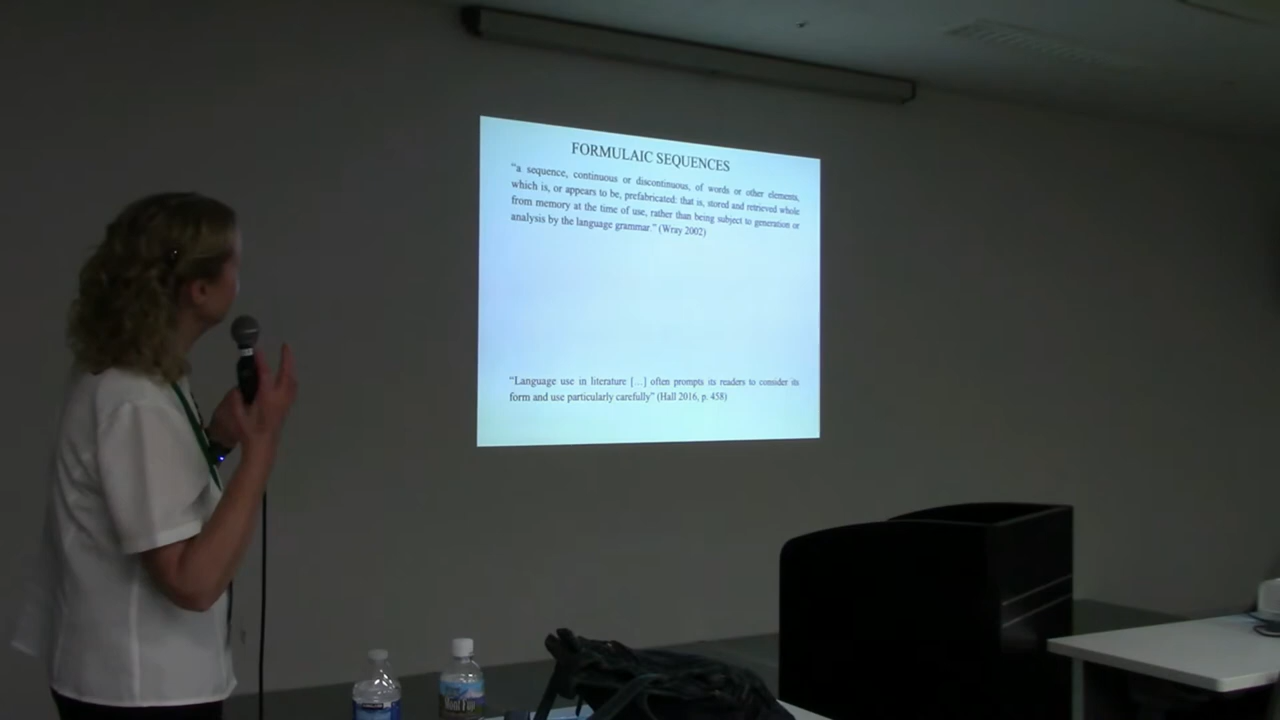 FORMULAIC SEQUENCES
“a sequence, continuous or discontinuous, of words or other elements,
which is, or appears to be, prefabricated: that is, stored and retrieved whole
from memory at the time of use, rather than being subject to generation or
analysis by the language grammar.” (Wray 2002)
“Language use in literature [...] often prompts its readers to consider its
form and use particularly carefully” (Hall 2016, p. 458)